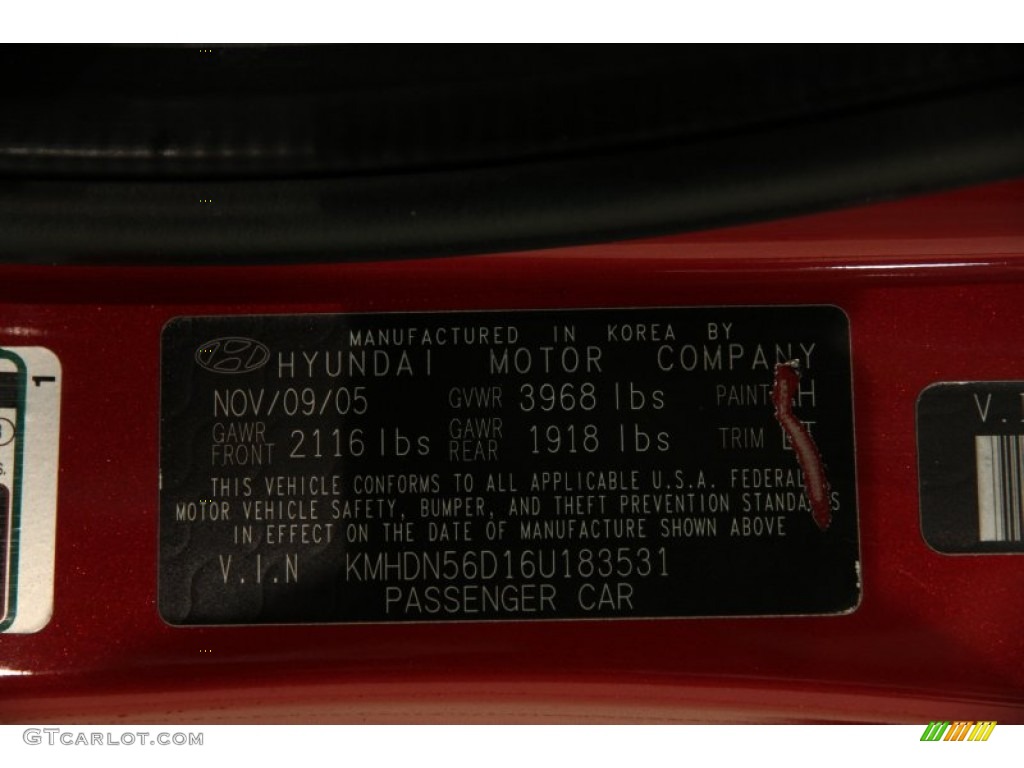 MANUFACTURED IN KOREA BY
HYUNDAI MOTOR COMPANY
NOV/09/05 GVWR 3968 lbs PAINT
GAWR FRONT 2116 lbs GAWR REAR 1918 lbs TRIM
THIS VEHICLE CONFORMS TO ALL APPLICABLE U.S.A. FEDERAL
MOTOR VEHICLE SAFETY, BUMPER, AND THEFT PREVENTION STANDARDS
IN EFFECT ON THE DATE OF MANUFACTURE SHOWN ABOVE
V.I.N KMHDN56D16U183531
PASSENGER CAR
1
GTCARLOT.COM